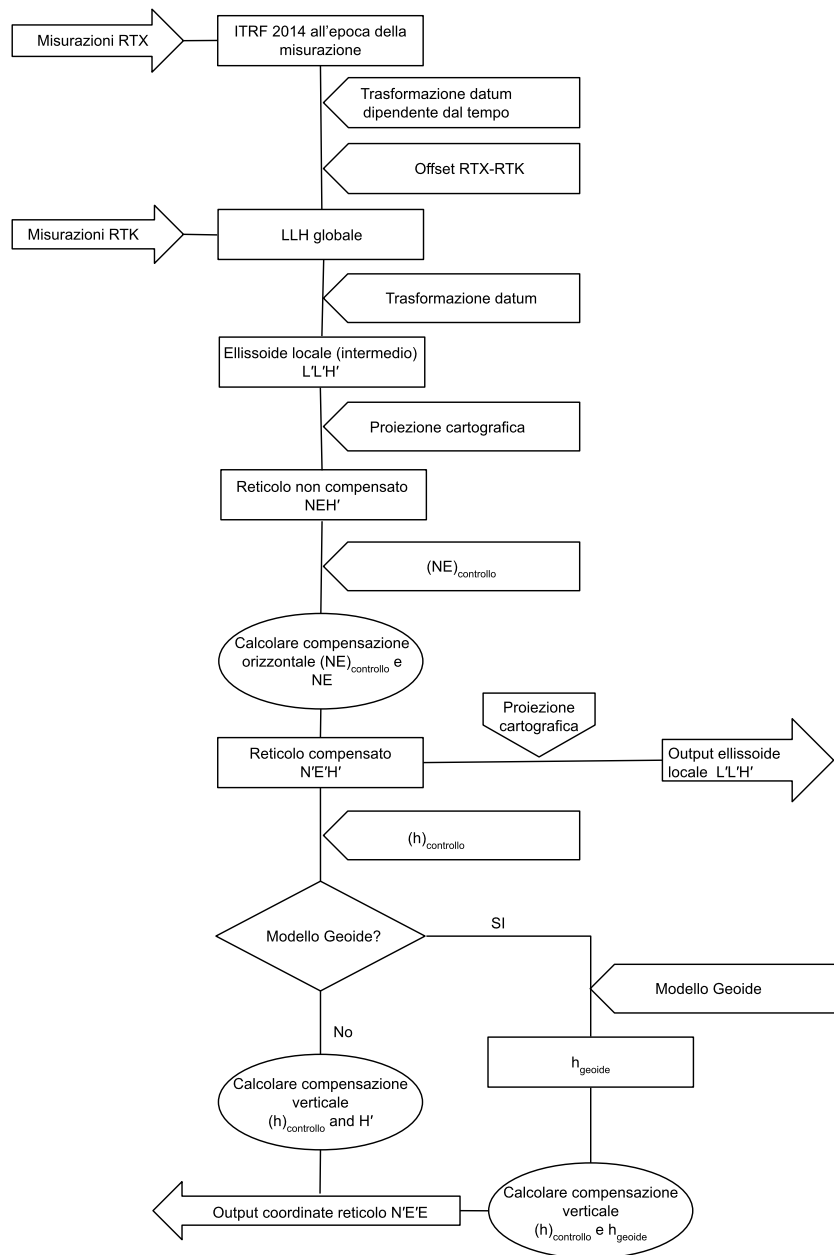 Misurazioni RTX
ITRF 2014 all'epoca della
misurazione
Trasformazione datum
dipendente dal tempo
Offset RTX-RTK
Misurazioni RTK
LLH globale
Trasformazione datum
Ellissoide locale (intermedio)
L'L'H'
Proiezione cartografica
Reticolo non compensato
NEH'
(NE)controllo
Calcolare compensazione
orizzontale (NE)controllo e
NE
Proiezione
cartografica
Reticolo compensato
N'E'H'
Output ellissoide
locale L'L'H'
(h)controllo
Modello Geoide?
SI
Modello Geoide
No
hgeoide
Calcolare compensazione
verticale
(h)controllo and H'
Calcolare compensazione
verticale
(h)controllo e hgeoide
Output coordinate reticolo N'E'E